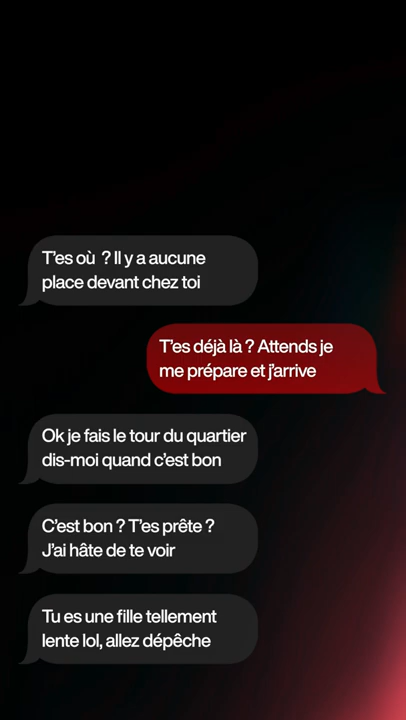 T'es où  ? Il y a aucune
place devant chez toi
T'es déjà là ? Attends je
me prépare et j'arrive
Ok je fais le tour du quartier
dis-moi quand c'est bon
C'est bon ? T'es prête ?
J'ai hâte de te voir
Tu es une fille tellement
lente lol, allez dépêche